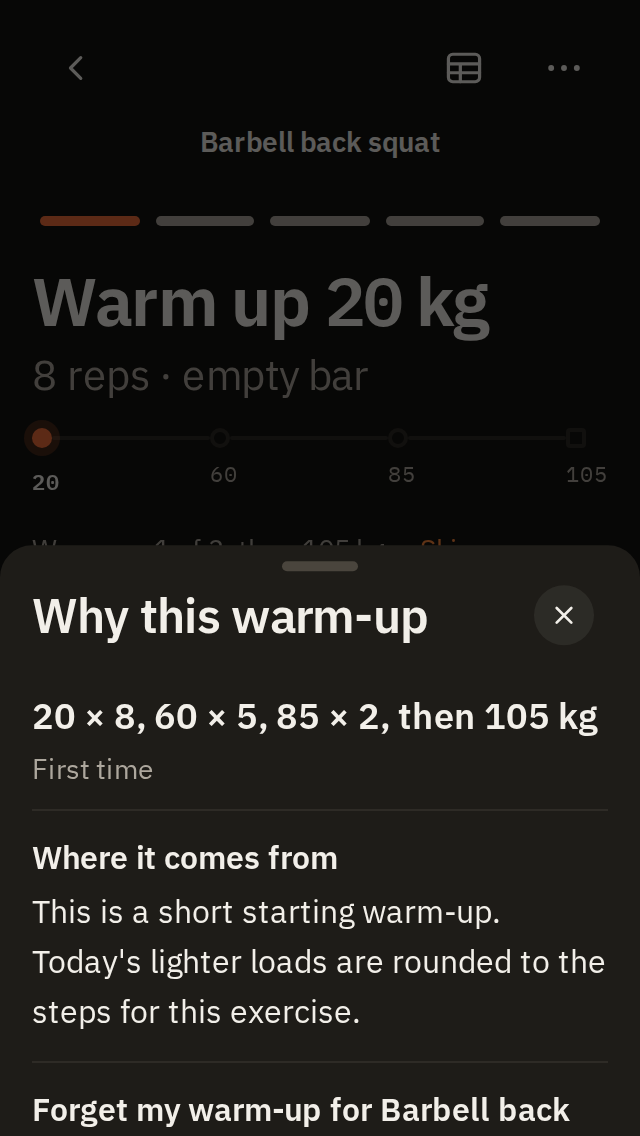 Barbell back squat
Warm up 20 kg
8 reps · empty bar
20 60 85 105
Why this warm-up
20 × 8, 60 × 5, 85 × 2, then 105 kg
First time
Where it comes from
This is a short starting warm-up.
Today's lighter loads are rounded to the
steps for this exercise.
Forget my warm-up for Barbell back